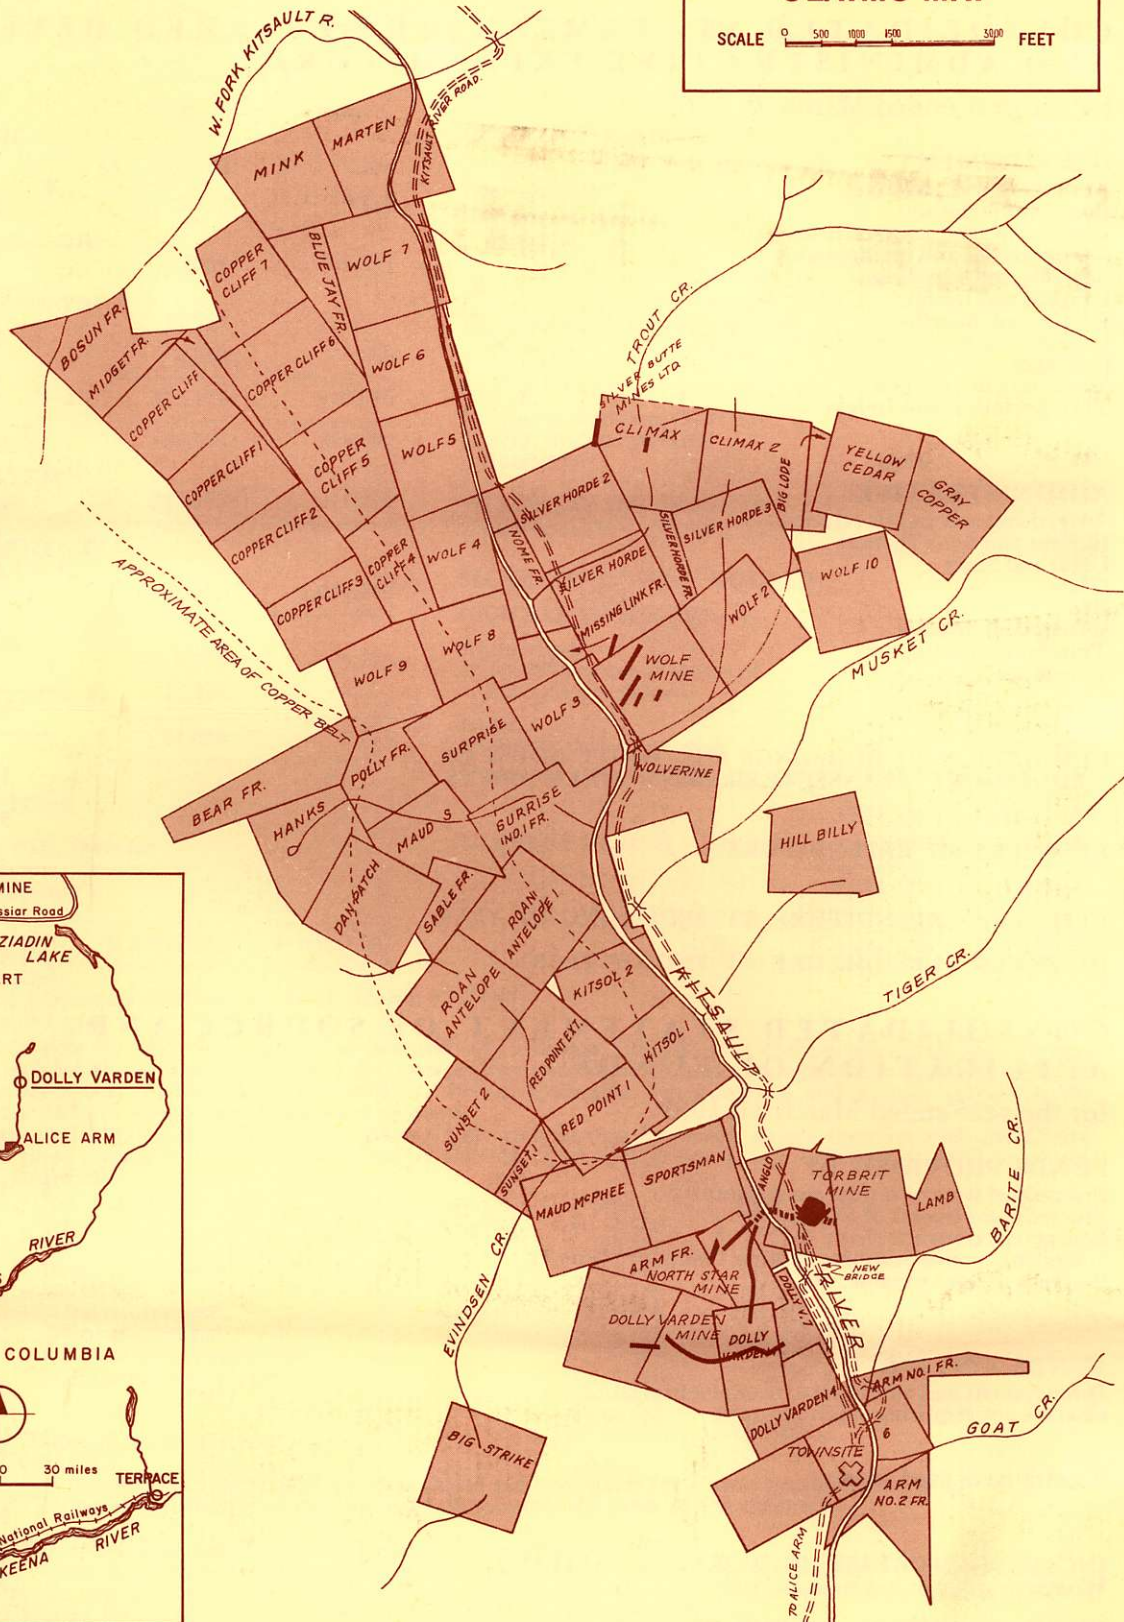 SCALE 0 500 1000 1500 3000 FEET
W. FORK KITSAULT R.
KITSAULT RIVER ROAD.
MINK
MARTEN
COPPER
CLIFF 7
BLUE JAY FR.
WOLF 7
BOSUN FR.
MIDGET FR.
COPPER CLIFF 6
WOLF 6
COPPER CLIFF
COPPER CLIFF 1
COPPER
CLIFF 5
WOLF 5
COPPER CLIFF 2
COPPER
CLIFF 4
WOLF 4
COPPER CLIFF 3
TROUT CR.
SILVER BUTTE
MINES LTD.
CLIMAX
CLIMAX 2
BIG LODE
YELLOW
CEDAR
GRAY
COPPER
SILVER HORDE 2
NOME FR.
SILVER HORDE
SILVER HORDE FR.
SILVER HORDE 3
MISSING LINK FR.
WOLF 2
WOLF 10
MUSKET CR.
APPROXIMATE AREA OF COPPER BELT
WOLF 9
WOLF 8
WOLF
MINE
WOLF 3
SURPRISE
POLLY FR.
BEAR FR.
HANKS
MAUD S
SURRISE
NO.1 FR.
WOLVERINE
HILL BILLY
DAN PATCH
SABLE FR.
ROAN
ANTELOPE 1
ROAN
ANTELOPE
KITSOL 2
KITSOL 1
TIGER CR.
RED POINT EXT.
RED POINT 1
SUNSET 2
SUNSET 1
KITSAULT
RIVER
MAUD McPHEE
SPORTSMAN
ANGLO
TORBRIT
MINE
LAMB
BARITE CR.
NEW
BRIDGE
ARM FR.
NORTH STAR
MINE
DOLLY V. 7
DOLLY VARDEN
MINE
DOLLY
VARDEN
EVINDSEN CR.
DOLLY VARDEN 4
ARM NO.1 FR.
6
GOAT CR.
TOWNSITE
ARM
NO.2 FR.
BIG STRIKE
TO ALICE ARM
MINE
ssiar Road
ZIADIN
LAKE
RT
DOLLY VARDEN
ALICE ARM
RIVER
COLUMBIA
0 30 miles
TERRACE
National Railways
KEENA RIVER